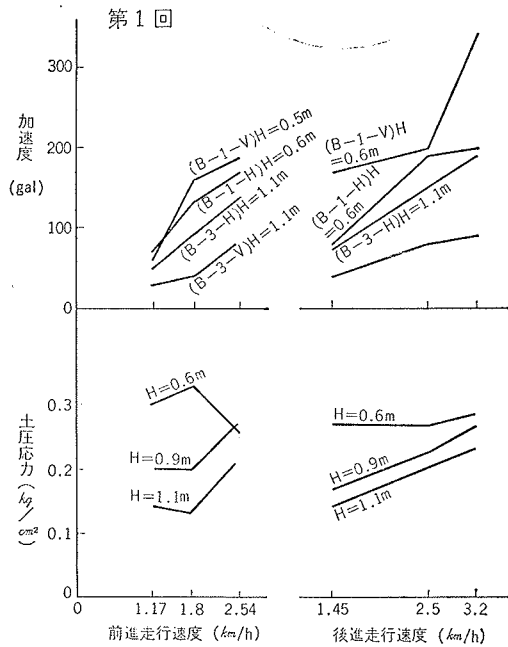 第1回
加速度
(gal)
300
200
100
0
(B-1-V)H=0.5m
(B-1-H)H=0.6m
(B-3-H)H=1.1m
(B-3-V)H=1.1m
(B-1-V)H
=0.6m
(B-1-H)H
=0.6m
(B-3-H)H=1.1m
土圧応力(kg/cm²)
0.3
0.2
0.1
0
H=0.6m
H=0.9m
H=1.1m
H=0.6m
H=0.9m
H=1.1m
0 1.17 1.8 2.54 1.45 2.5 3.2
前進走行速度 (km/h) 後進走行速度 (km/h)